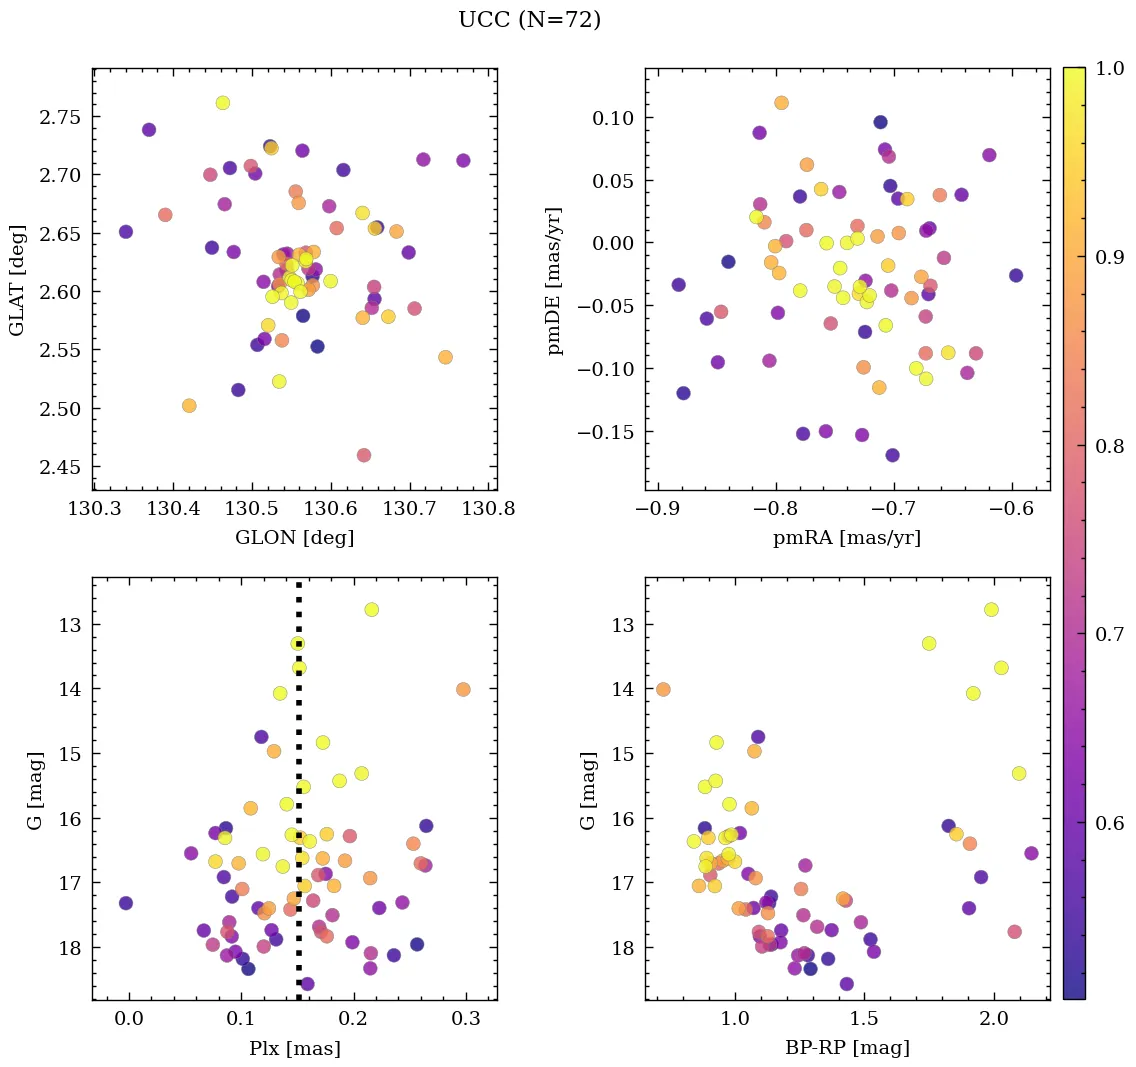 UCC (N=72)
2.75
2.70
2.65
2.60
2.55
2.50
2.45
GLAT [deg]
130.3 130.4 130.5 130.6 130.7 130.8
GLON [deg]
0.10
0.05
0.00
−0.05
−0.10
−0.15
pmDE [mas/yr]
−0.9 −0.8 −0.7 −0.6
pmRA [mas/yr]
13
14
15
16
17
18
G [mag]
0.0 0.1 0.2 0.3
Plx [mas]
13
14
15
16
17
18
G [mag]
1.0 1.5 2.0
BP-RP [mag]
1.0
0.9
0.8
0.7
0.6